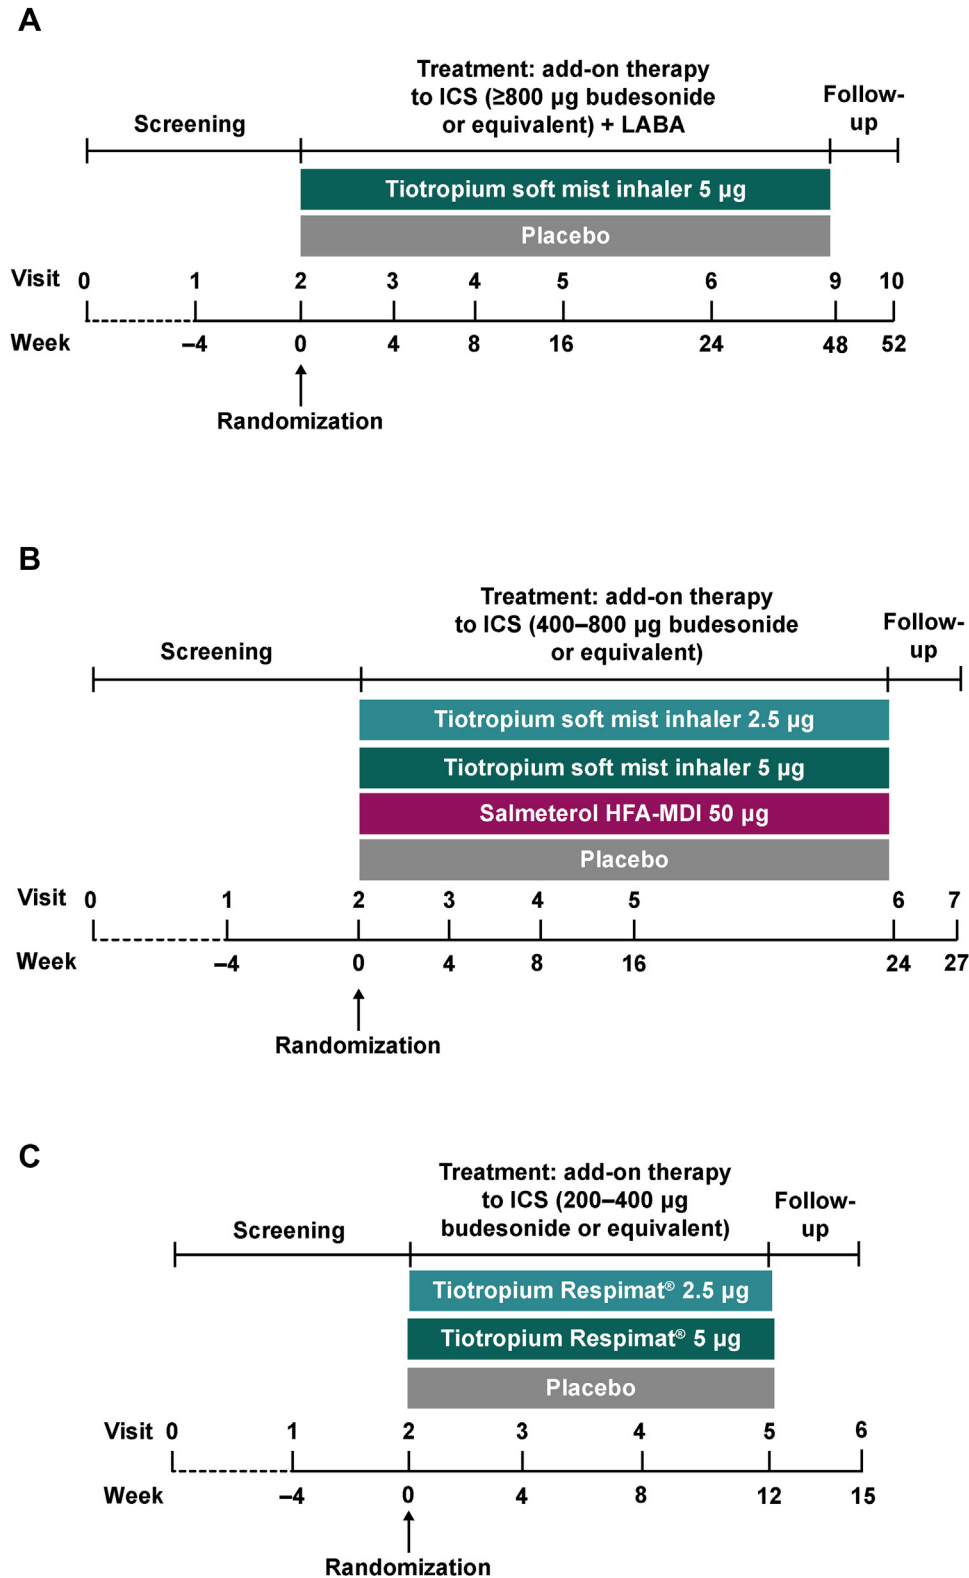 A
Treatment: add-on therapy
to ICS (≥800 µg budesonide
or equivalent) + LABA
Follow-
up
Screening
Tiotropium soft mist inhaler 5 µg
Placebo
Visit 0 1 2 3 4 5 6 9 10
Week –4 0 4 8 16 24 48 52
Randomization
B
Treatment: add-on therapy
to ICS (400–800 µg budesonide
or equivalent)
Follow-
up
Screening
Tiotropium soft mist inhaler 2.5 µg
Tiotropium soft mist inhaler 5 µg
Salmeterol HFA-MDI 50 µg
Placebo
Visit 0 1 2 3 4 5 6 7
Week –4 0 4 8 16 24 27
Randomization
C
Treatment: add-on therapy
to ICS (200–400 µg
budesonide or equivalent)
Follow-
up
Screening
Tiotropium Respimat® 2.5 µg
Tiotropium Respimat® 5 µg
Placebo
Visit 0 1 2 3 4 5 6
Week –4 0 4 8 12 15
Randomization